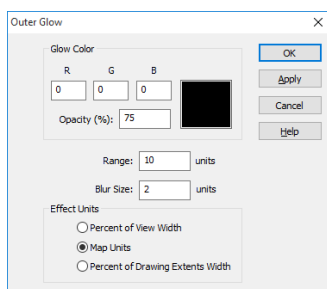 Outer Glow
Glow Color
R G B
0 0 0
Opacity (%): 75
OK
Apply
Cancel
Help
Range: 10 units
Blur Size: 2 units
Effect Units
Percent of View Width
Map Units
Percent of Drawing Extents Width